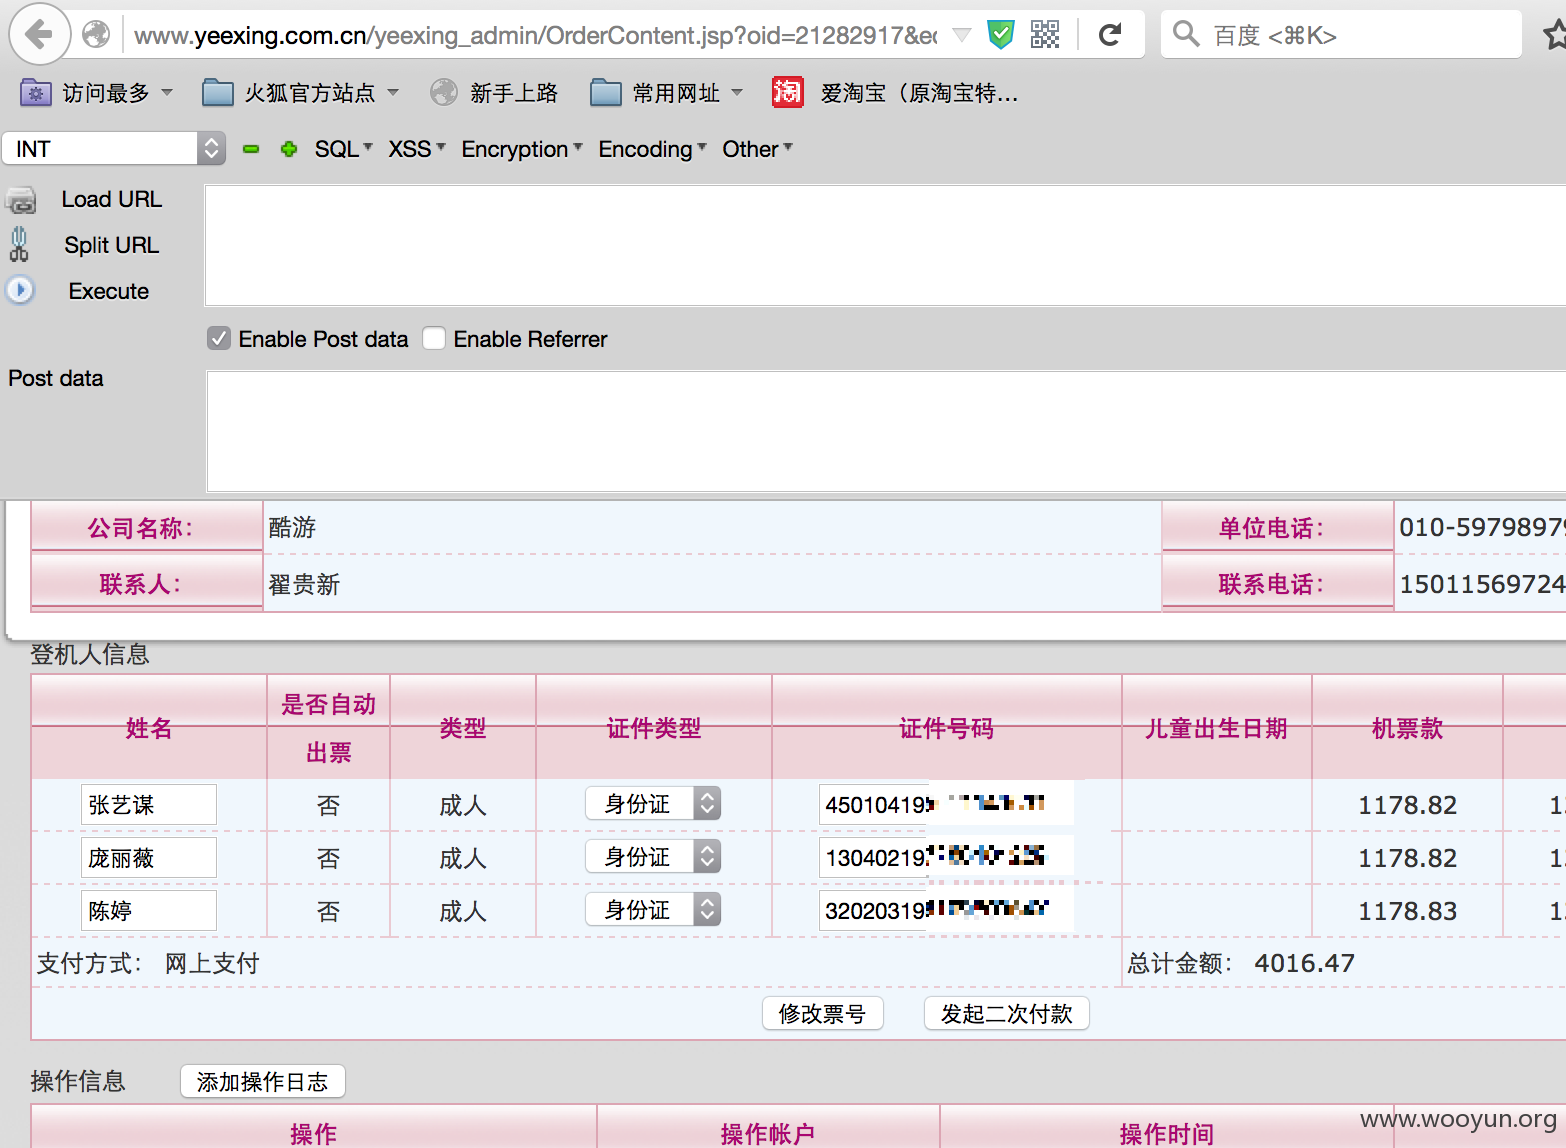 www.yeexing.com.cn/yeexing_admin/OrderContent.jsp?oid=21282917&ec
百度 <⌘K>
访问最多 火狐官方站点 新手上路 常用网址 爱淘宝（原淘宝特…
INT SQL XSS Encryption Encoding Other
Load URL
Split URL
Execute
Enable Post data Enable Referrer
Post data
公司名称： 酷游 单位电话： 010-5979897
联系人： 翟贵新 联系电话： 15011569724
登机人信息
姓名 是否自动出票 类型 证件类型 证件号码 儿童出生日期 机票款
张艺谋 否 成人 身份证 45010419 1178.82 1
庞丽薇 否 成人 身份证 13040219 1178.82 1
陈婷 否 成人 身份证 32020319 1178.83 1
支付方式： 网上支付 总计金额： 4016.47
修改票号 发起二次付款
操作信息 添加操作日志
操作 操作帐户 操作时间
www.wooyun.org